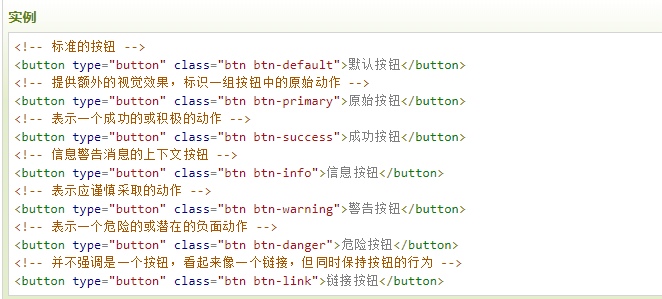 实例
<!-- 标准的按钮 -->
<button type="button" class="btn btn-default">默认按钮</button>
<!-- 提供额外的视觉效果，标识一组按钮中的原始动作 -->
<button type="button" class="btn btn-primary">原始按钮</button>
<!-- 表示一个成功的或积极的动作 -->
<button type="button" class="btn btn-success">成功按钮</button>
<!-- 信息警告消息的上下文按钮 -->
<button type="button" class="btn btn-info">信息按钮</button>
<!-- 表示应谨慎采取的动作 -->
<button type="button" class="btn btn-warning">警告按钮</button>
<!-- 表示一个危险的或潜在的负面动作 -->
<button type="button" class="btn btn-danger">危险按钮</button>
<!-- 并不强调是一个按钮，看起来像一个链接，但同时保持按钮的行为 -->
<button type="button" class="btn btn-link">链接按钮</button>